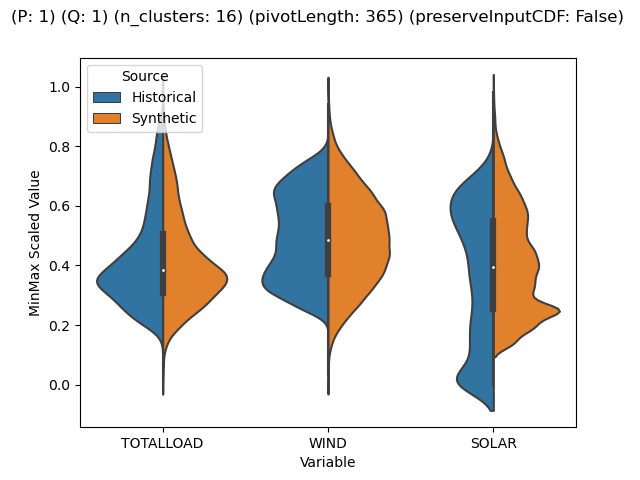 (P: 1) (Q: 1) (n_clusters: 16) (pivotLength: 365) (preserveInputCDF: False)
1.0
0.8
0.6
0.4
0.2
0.0
MinMax Scaled Value
Source
Historical
Synthetic
TOTALLOAD
WIND
SOLAR
Variable